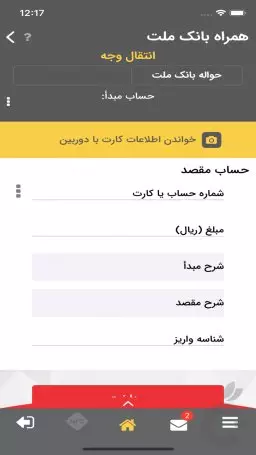 12:17
همراه بانک ملت
?
انتقال وجه
حواله بانک ملت
حساب مبدأ:
خواندن اطلاعات کارت با دوربین
حساب مقصد
شماره حساب یا کارت
مبلغ (ریال)
شرح مبدأ
شرح مقصد
شناسه واریز
2